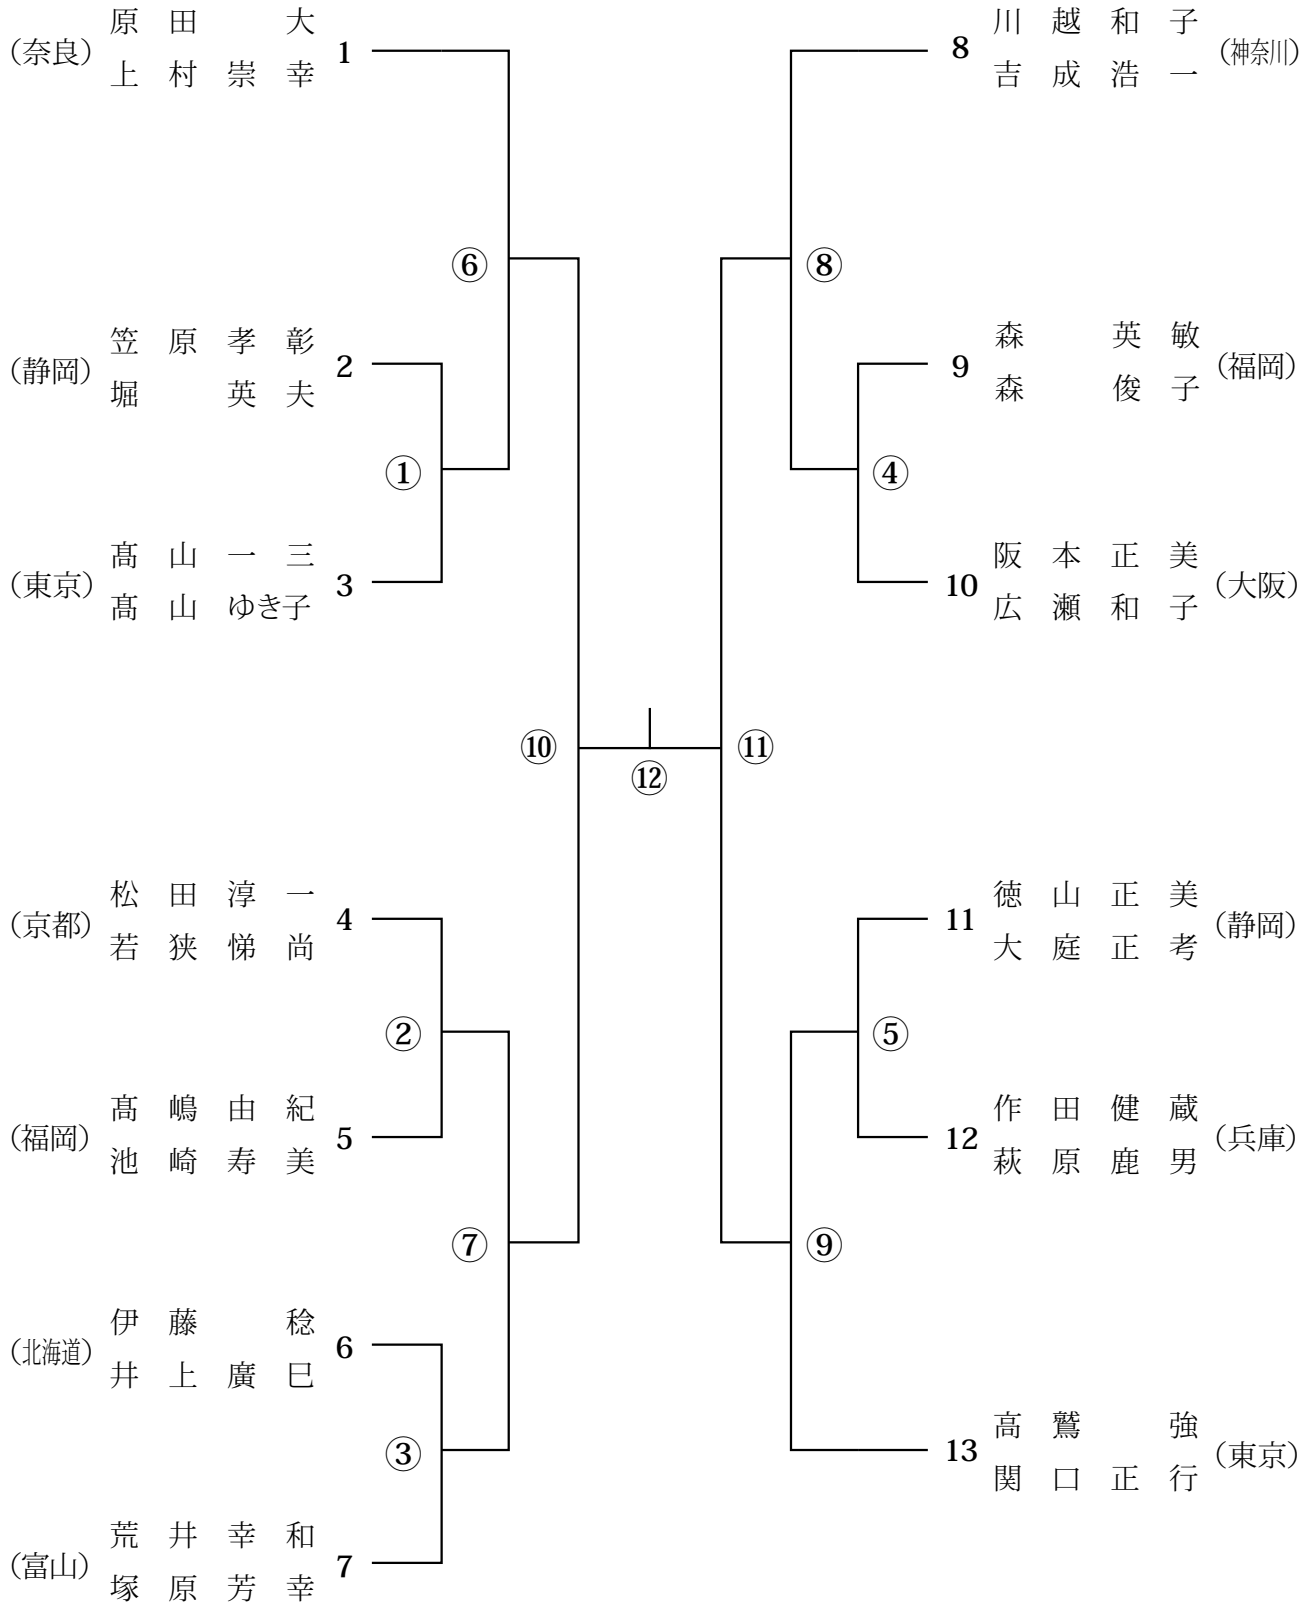 原田　大
(奈良) 1
上村崇幸
⑥
笠原孝彰
(静岡) 2
堀　英夫
①
髙山一三
(東京) 3
髙山ゆき子
⑩
松田淳一
(京都) 4
若狭悌尚
②
髙嶋由紀
(福岡) 5
池崎寿美
⑦
伊藤　稔
(北海道) 6
井上廣巳
③
荒井幸和
(富山) 7
塚原芳幸
⑫
川越和子
8 (神奈川)
吉成浩一
⑧
森　英敏
9 (福岡)
森　俊子
④
阪本正美
10 (大阪)
広瀬和子
⑪
徳山正美
11 (静岡)
大庭正考
⑤
作田健蔵
12 (兵庫)
萩原鹿男
⑨
高鷲　強
13 (東京)
関口正行